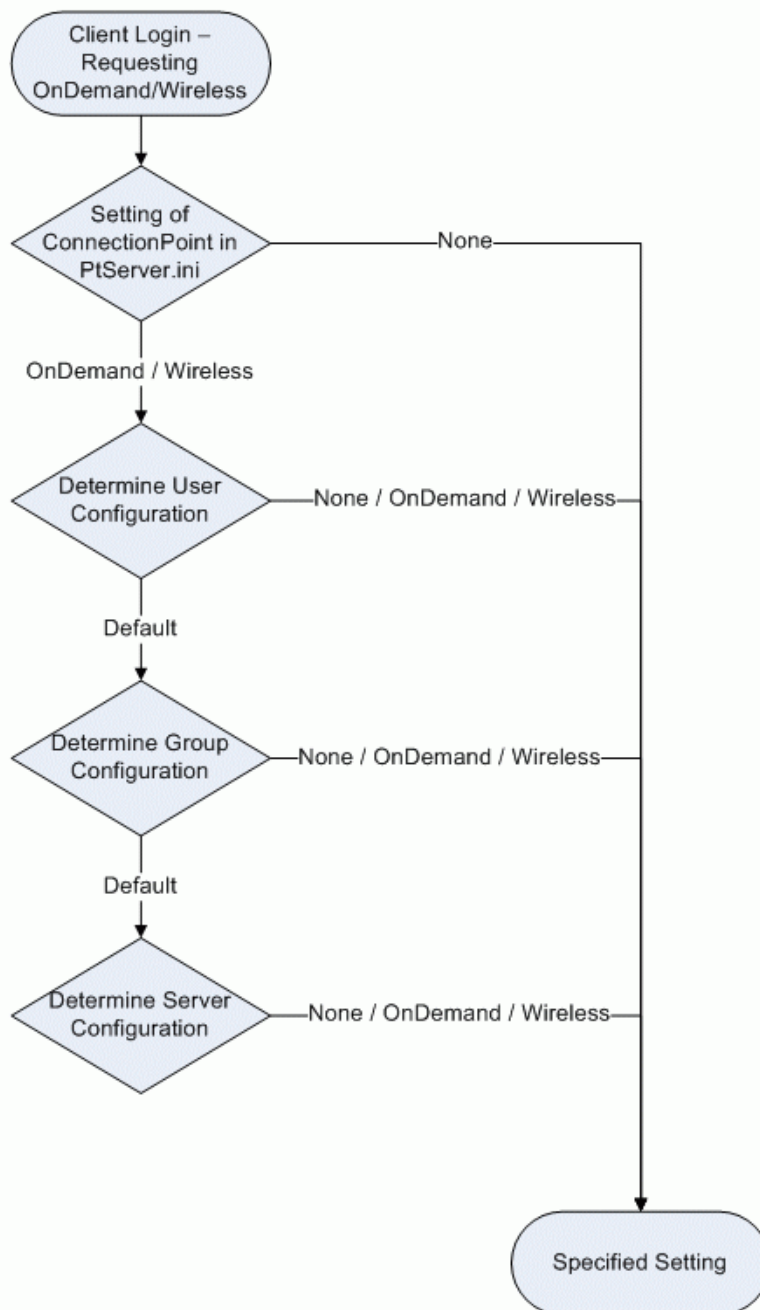 Client Login –
Requesting
OnDemand/Wireless
Setting of
ConnectionPoint in
PtServer.ini
None
OnDemand / Wireless
Determine User
Configuration
None / OnDemand / Wireless
Default
Determine Group
Configuration
None / OnDemand / Wireless
Default
Determine Server
Configuration
None / OnDemand / Wireless
Specified Setting